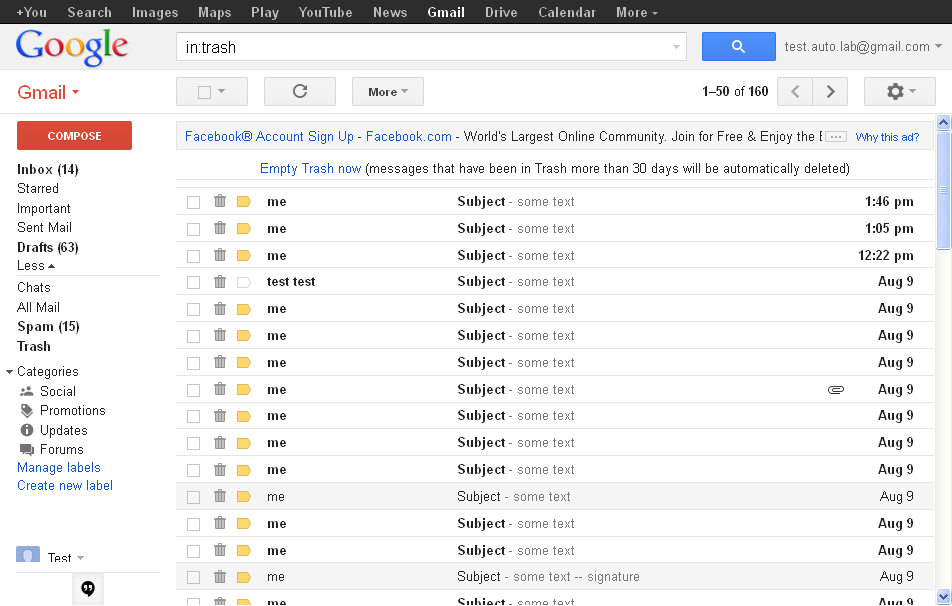 +You Search Images Maps Play YouTube News Gmail Drive Calendar More
Google in:trash test.auto.lab@gmail.com
Gmail More 1–50 of 160
COMPOSE
Facebook® Account Sign Up - Facebook.com - World's Largest Online Community. Join for Free & Enjoy the Why this ad?
Empty Trash now (messages that have been in Trash more than 30 days will be automatically deleted)
Inbox (14)
Starred
Important
Sent Mail
Drafts (63)
Less
Chats
All Mail
Spam (15)
Trash
Categories
Social
Promotions
Updates
Forums
Manage labels
Create new label
Test
me Subject - some text 1:46 pm
me Subject - some text 1:05 pm
me Subject - some text 12:22 pm
test test Subject - some text Aug 9
me Subject - some text Aug 9
me Subject - some text Aug 9
me Subject - some text Aug 9
me Subject - some text Aug 9
me Subject - some text Aug 9
me Subject - some text Aug 9
me Subject - some text Aug 9
me Subject - some text Aug 9
me Subject - some text Aug 9
me Subject - some text Aug 9
me Subject - some text -- signature Aug 9
me Subject - some text Aug 9